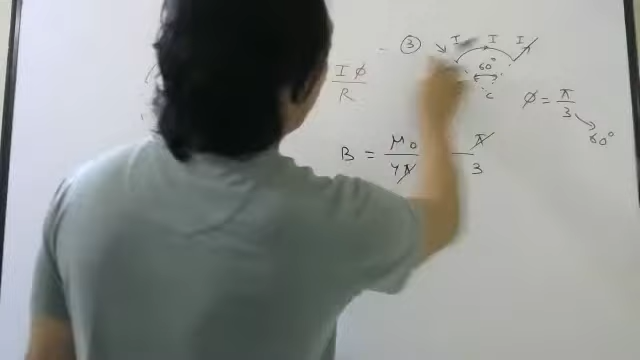 ③ I I I
60°
C
Iφ
R
φ = π/3
60°
B = μ₀/4π π/3